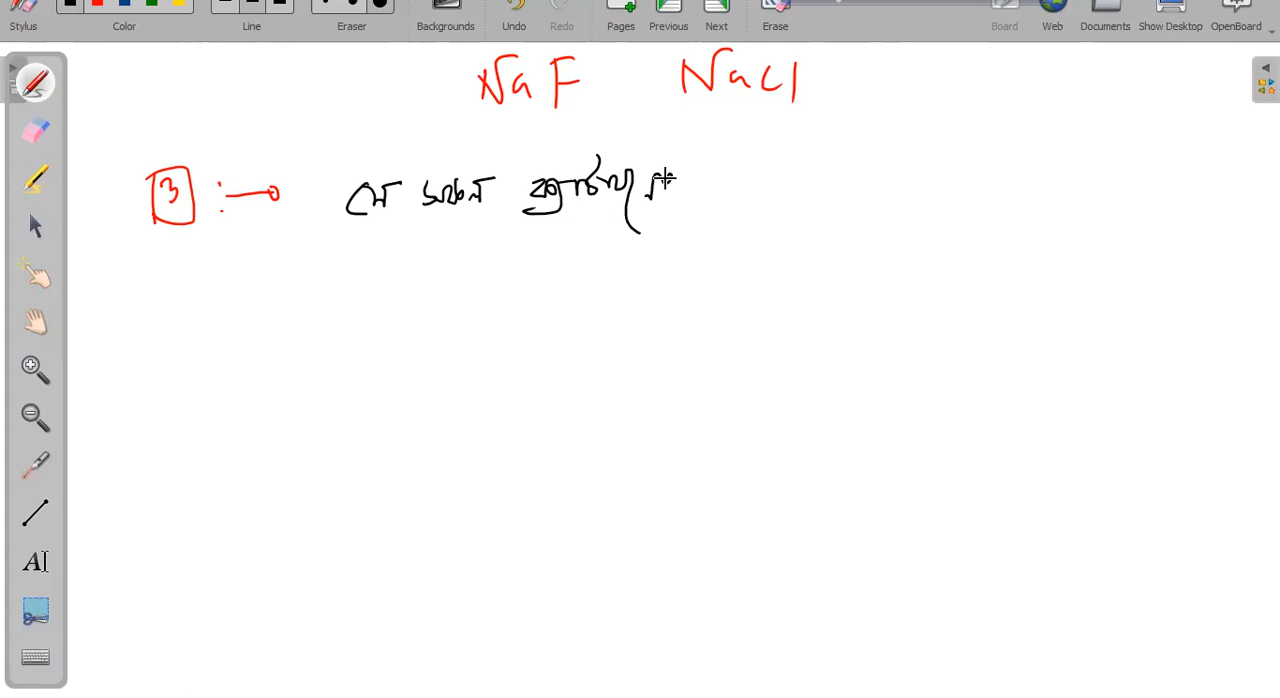 Stylus Color Line Eraser Backgrounds Undo Redo Pages Previous Next Erase Board Web Documents Show Desktop OpenBoard
NaF NaCl
3 :
যে সকল